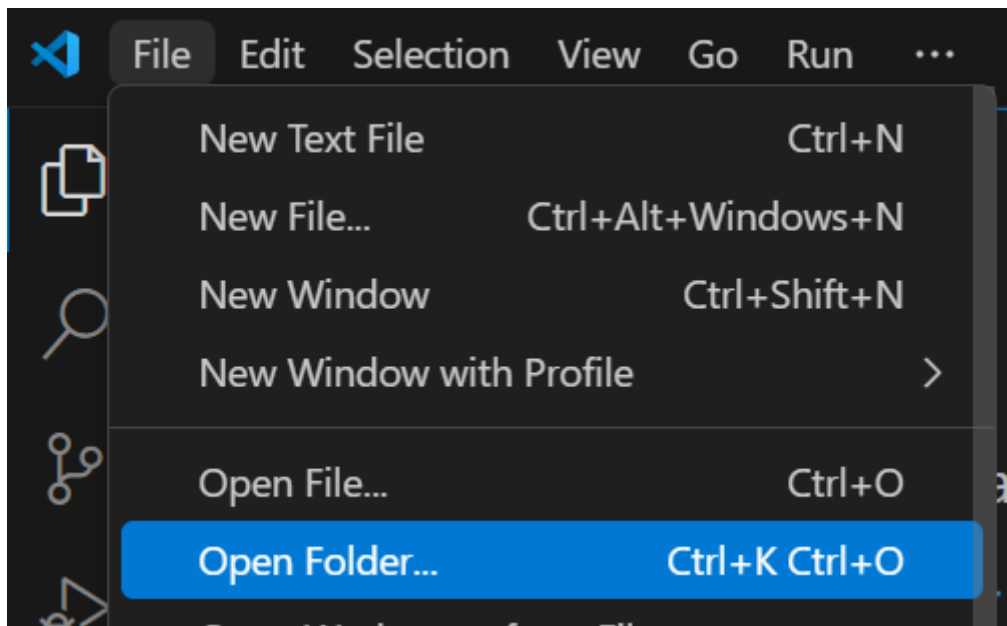 File Edit Selection View Go Run ...
New Text File Ctrl+N
New File... Ctrl+Alt+Windows+N
New Window Ctrl+Shift+N
New Window with Profile
Open File... Ctrl+O
Open Folder... Ctrl+K Ctrl+O